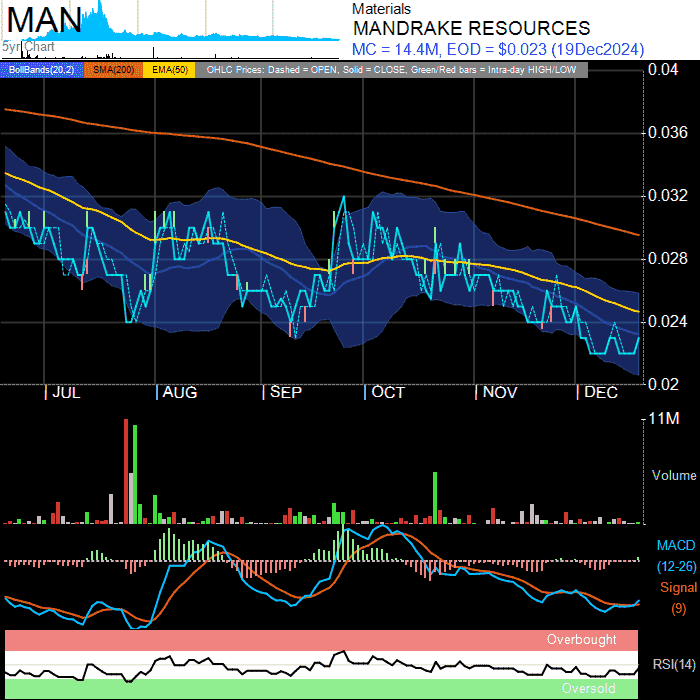 MAN
5yr Chart
Materials
MANDRAKE RESOURCES
MC = 14.4M, EOD = $0.023 (19Dec2024)
BollBands(20,2) SMA(200) EMA(50) OHLC Prices: Dashed = OPEN, Solid = CLOSE, Green/Red bars = Intra-day HIGH/LOW
0.04
0.036
0.032
0.028
0.024
0.02
JUL AUG SEP OCT NOV DEC
11M
Volume
MACD
(12-26)
Signal
(9)
Overbought
RSI(14)
Oversold